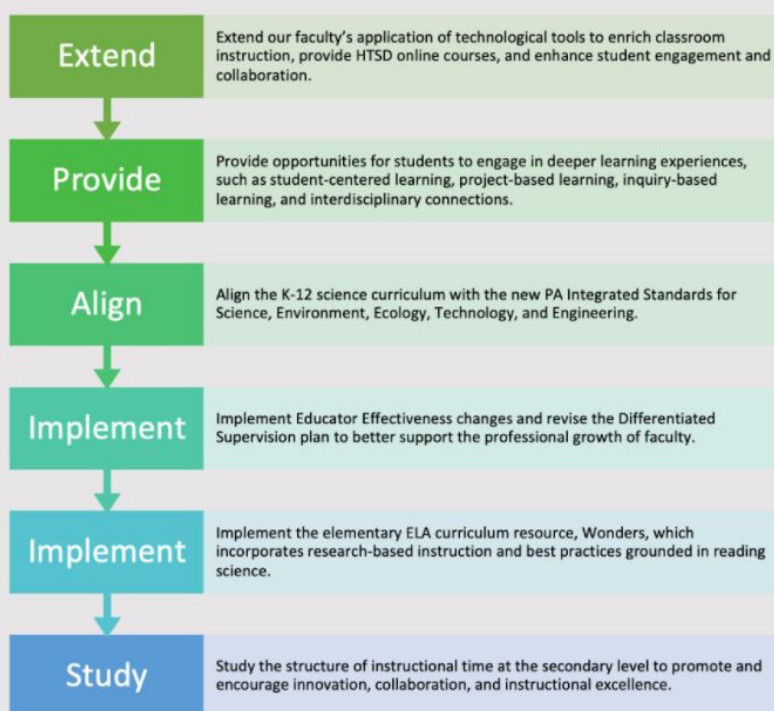 Extend
Extend our faculty’s application of technological tools to enrich classroom
instruction, provide HTSD online courses, and enhance student engagement and
collaboration.
Provide
Provide opportunities for students to engage in deeper learning experiences,
such as student-centered learning, project-based learning, inquiry-based
learning, and interdisciplinary connections.
Align
Align the K-12 science curriculum with the new PA Integrated Standards for
Science, Environment, Ecology, Technology, and Engineering.
Implement
Implement Educator Effectiveness changes and revise the Differentiated
Supervision plan to better support the professional growth of faculty.
Implement
Implement the elementary ELA curriculum resource, Wonders, which
incorporates research-based instruction and best practices grounded in reading
science.
Study
Study the structure of instructional time at the secondary level to promote and
encourage innovation, collaboration, and instructional excellence.